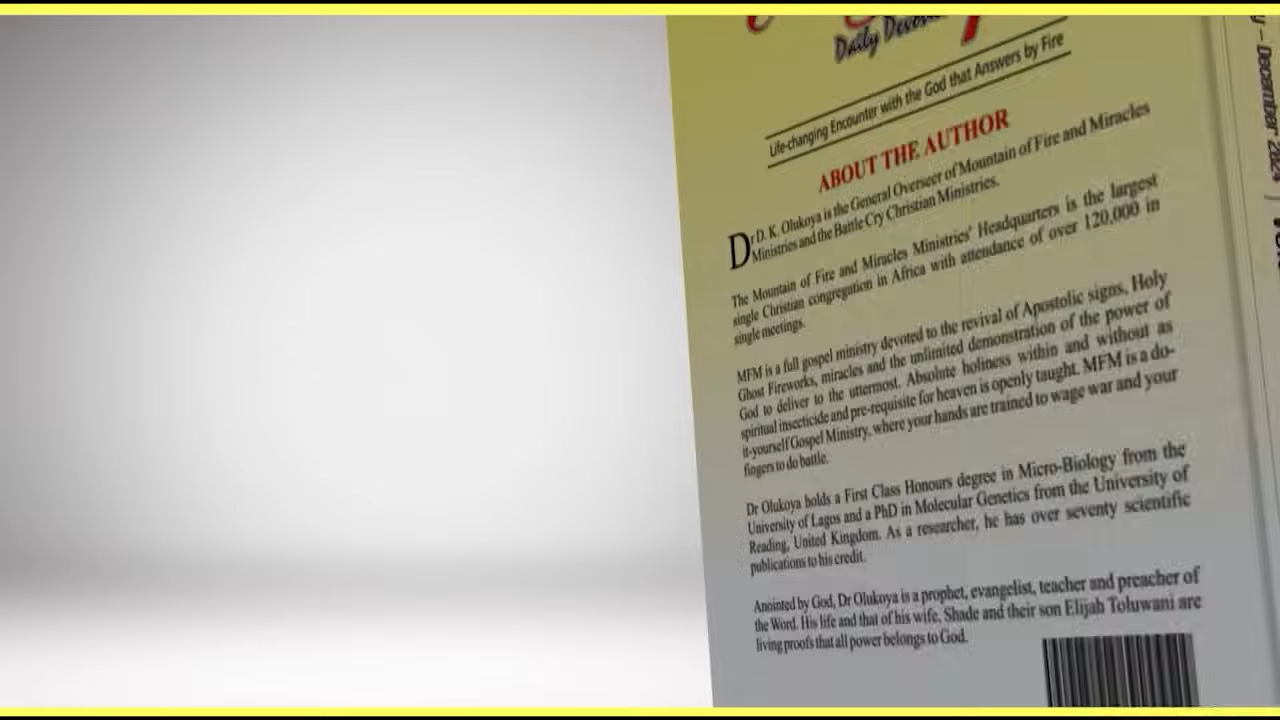 Daily
Life-changing Encounter with the God that Answers by Fire
ABOUT THE AUTHOR
Dr D. K. Olukoya is the General Overseer of Mountain of Fire and Miracles
Ministries and the Battle Cry Christian Ministries.
The Mountain of Fire and Miracles Ministries' Headquarters is the largest
single Christian congregation in Africa with attendance of over 120,000 in
single meetings.
MFM is a full gospel ministry devoted to the revival of Apostolic signs, Holy
Ghost Fireworks, miracles and the unlimited demonstration of the power of
God to deliver to the uttermost. Absolute holiness within and without as
spiritual insecticide and pre-requisite for heaven is openly taught. MFM is a do-
it-yourself Gospel Ministry, where your hands are trained to wage war and your
fingers to do battle.
Dr Olukoya holds a First Class Honours degree in Micro-Biology from the
University of Lagos and a PhD in Molecular Genetics from the University of
Reading, United Kingdom. As a researcher, he has over seventy scientific
publications to his credit.
Anointed by God, Dr Olukoya is a prophet, evangelist, teacher and preacher of
the Word. His life and that of his wife, Shade and their son Elijah Toluwani are
living proofs that all power belongs to God.
– December 2024